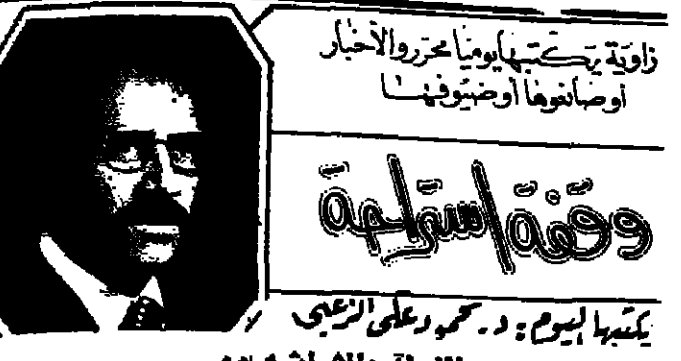 زاوية يكتبها يوميا محررو الأخبار
أو صانعوها أو ضيوفها
وقفة استراحة
يكتبها اليوم: د. محمود علي الزعبي